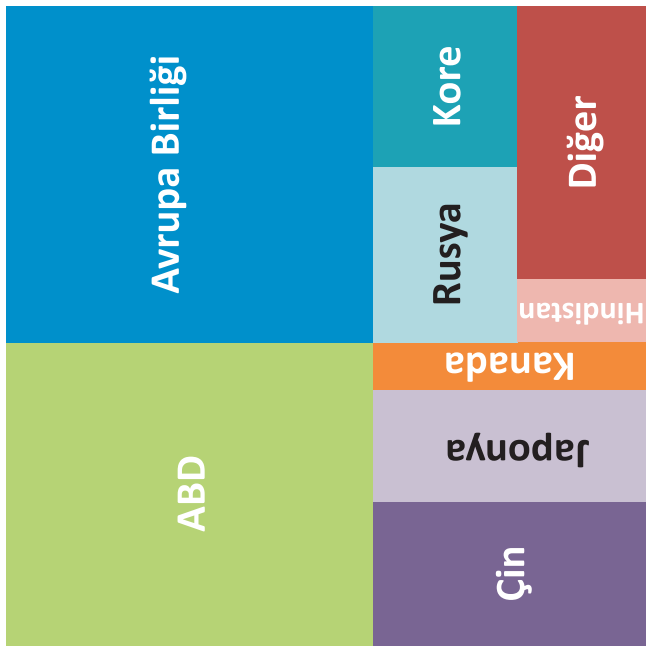 Avrupa Birliği
Kore
Diğer
Rusya
Hindistan
Kanada
Japonya
ABD
Çin